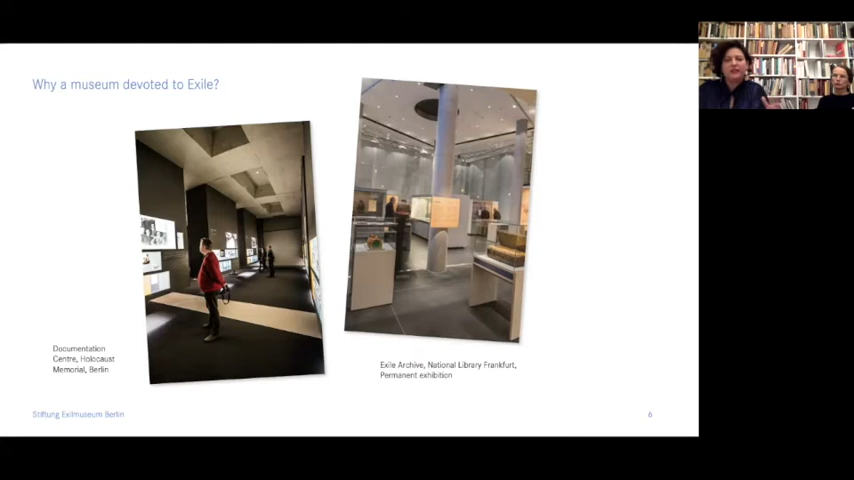 Why a museum devoted to Exile?
Documentation
Centre, Holocaust
Memorial, Berlin
Exile Archive, National Library Frankfurt,
Permanent exhibition
Stiftung Exilmuseum Berlin
6